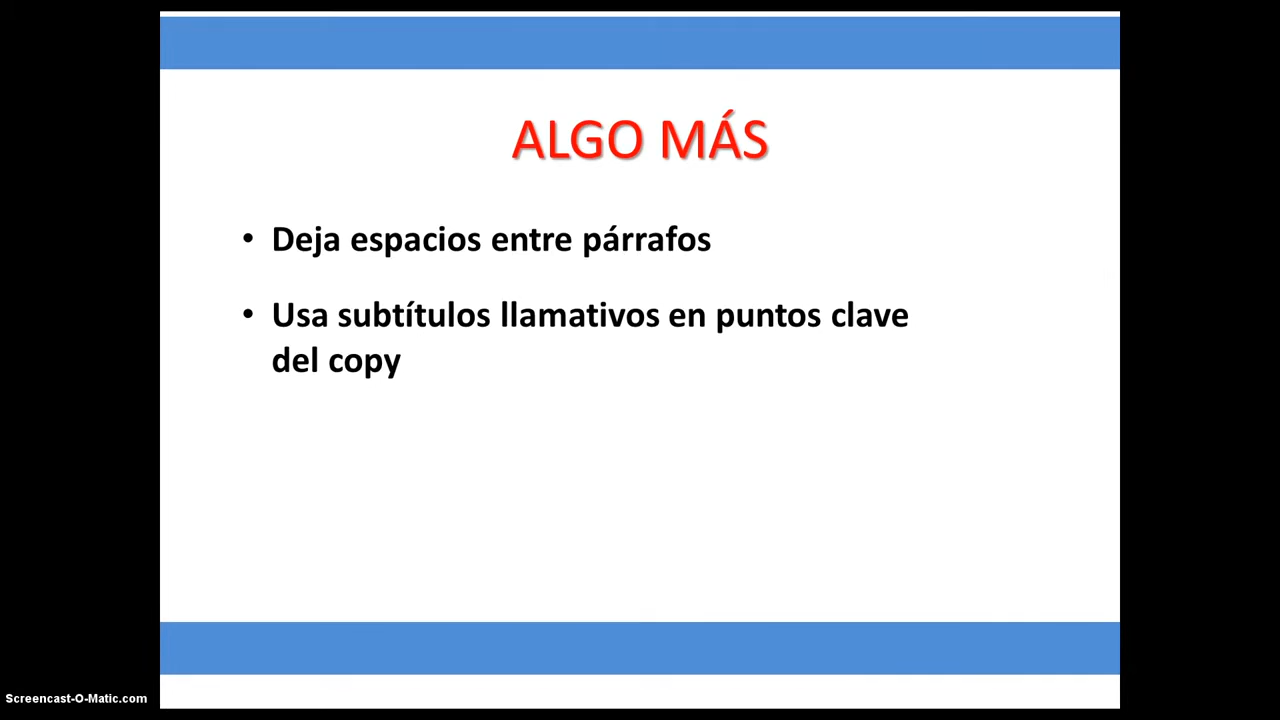 ALGO MÁS
• Deja espacios entre párrafos
• Usa subtítulos llamativos en puntos clave
del copy
Screencast-O-Matic.com